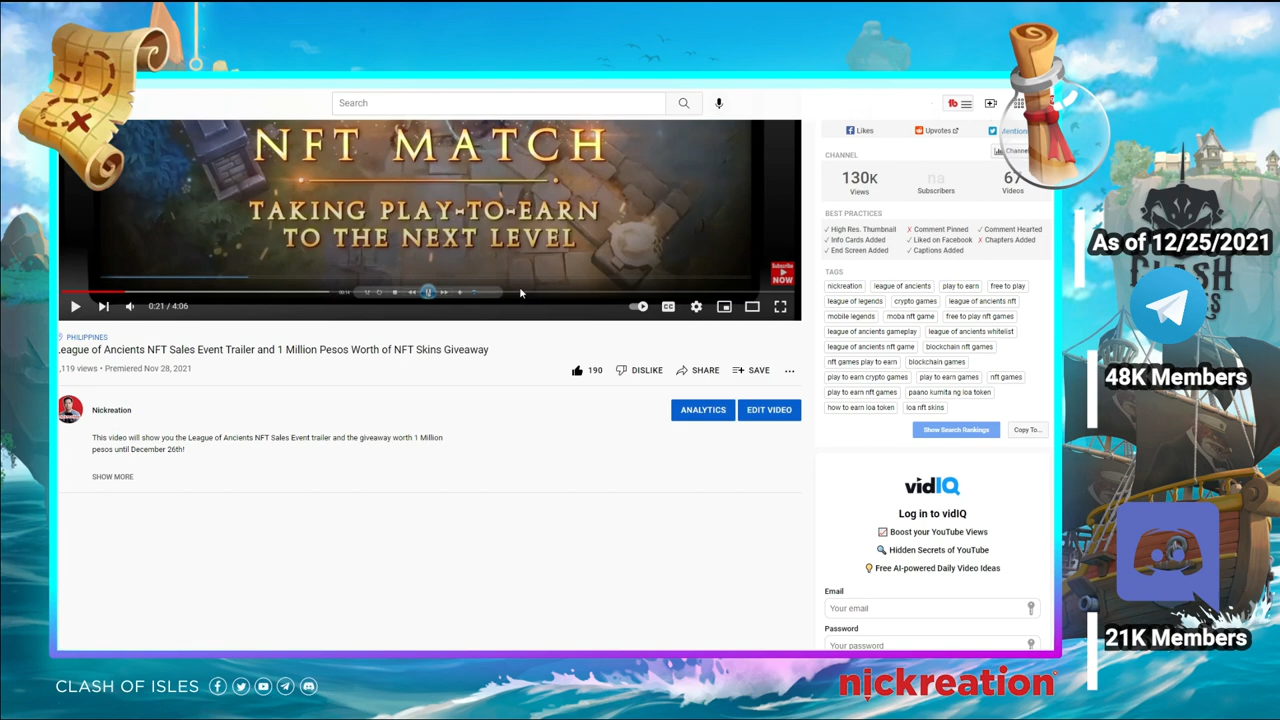 Search
NFT MATCH
TAKING PLAY-TO-EARN
TO THE NEXT LEVEL
Subscribe
NOW
0:21 / 4:06
PHILIPPINES
League of Ancients NFT Sales Event Trailer and 1 Million Pesos Worth of NFT Skins Giveaway
,119 views • Premiered Nov 28, 2021
190
DISLIKE
SHARE
SAVE
Nickreation
ANALYTICS
EDIT VIDEO
This video will show you the League of Ancients NFT Sales Event trailer and the giveaway worth 1 Million
pesos until December 26th!
SHOW MORE
tb
Likes
Upvotes
Mentions
Channel
CHANNEL
130K
Views
na
Subscribers
67
Videos
BEST PRACTICES
✓ High Res. Thumbnail ✗ Comment Pinned ✓ Comment Hearted
✓ Info Cards Added ✓ Liked on Facebook ✗ Chapters Added
✓ End Screen Added ✓ Captions Added
TAGS
nickreation league of ancients play to earn free to play
league of legends crypto games league of ancients nft
mobile legends moba nft game free to play nft games
league of ancients gameplay league of ancients whitelist
league of ancients nft game blockchain nft games
nft games play to earn blockchain games
play to earn crypto games play to earn games nft games
play to earn nft games paano kumita ng loa token
how to earn loa token loa nft skins
Show Search Rankings
Copy To...
vidIQ
Log in to vidIQ
Boost your YouTube Views
Hidden Secrets of YouTube
Free AI-powered Daily Video Ideas
Email
Your email
Password
Your password
As of 12/25/2021
CLASH
48K Members
21K Members
CLASH OF ISLES
nickreation